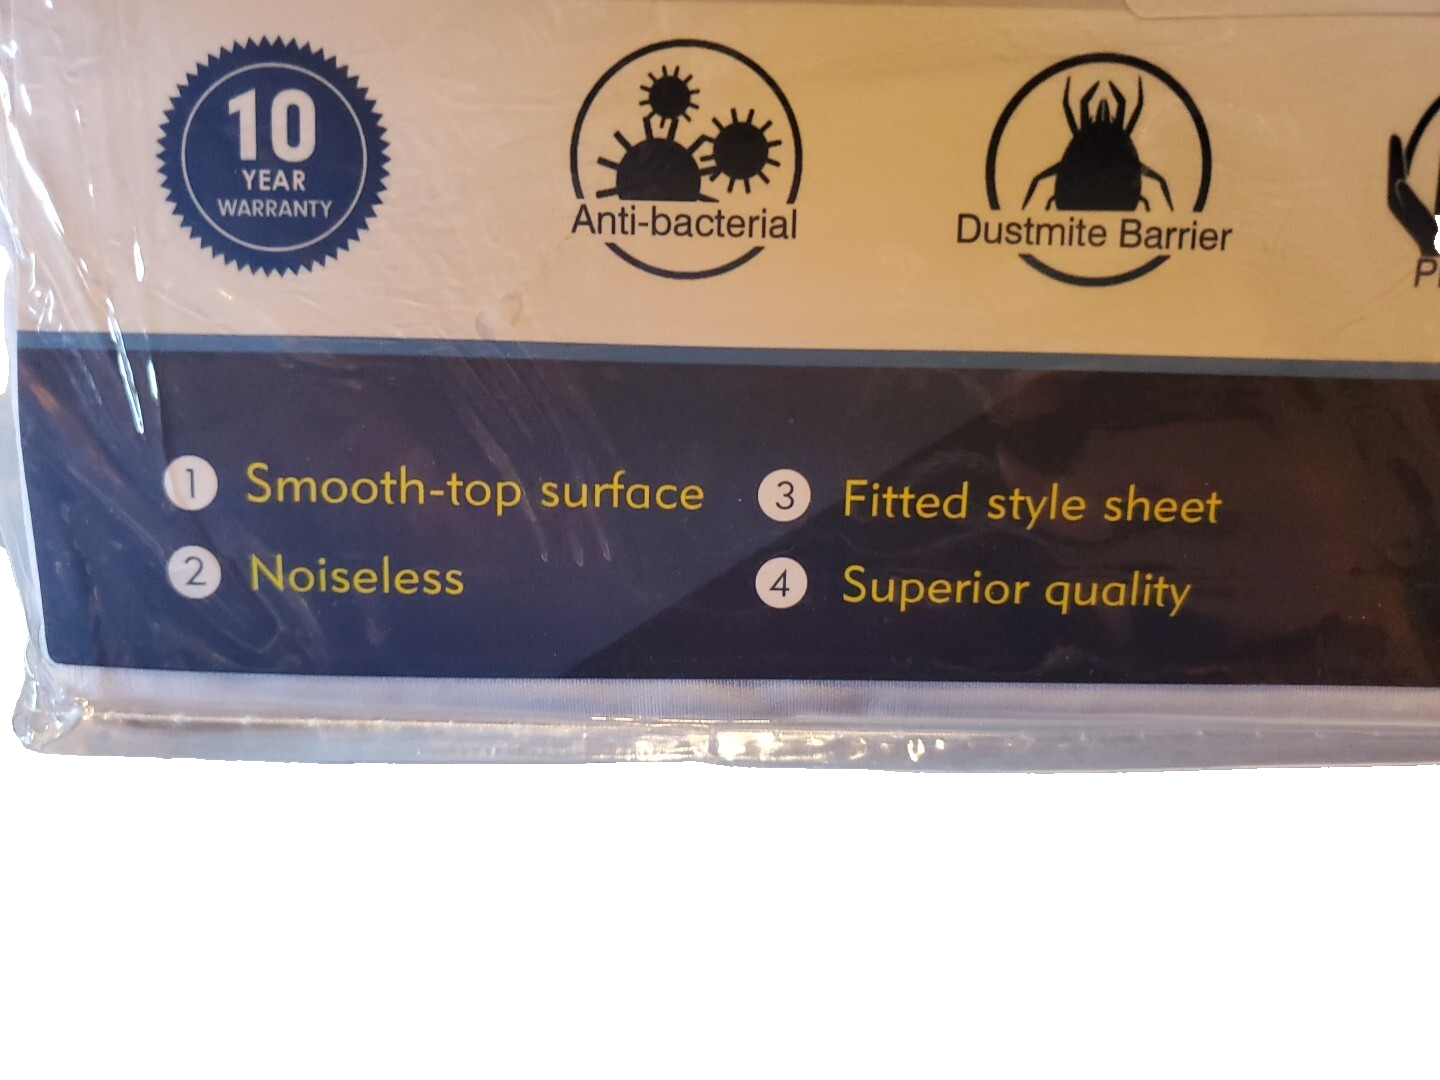 10
YEAR
WARRANTY
Anti-bacterial
Dustmite Barrier
1 Smooth-top surface
2 Noiseless
3 Fitted style sheet
4 Superior quality